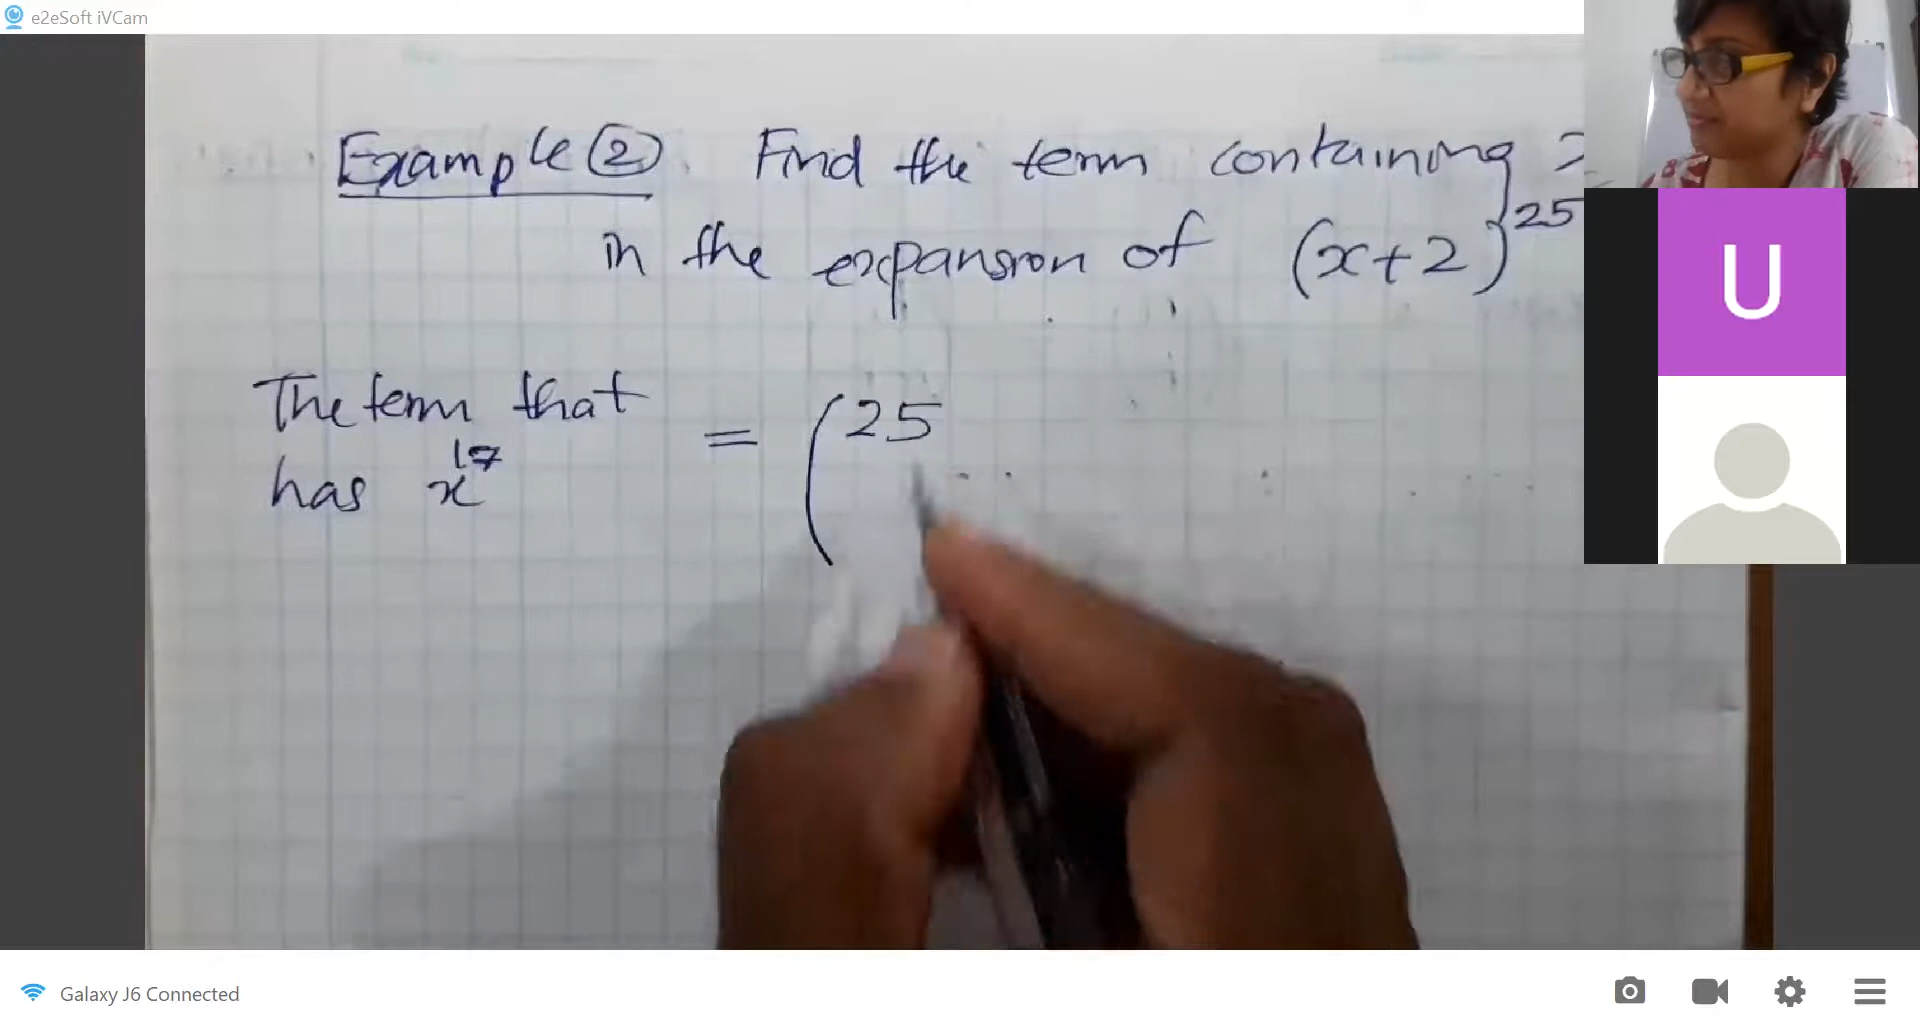 e2eSoft iVCam
Example ② Find the term containing
in the expansion of (x+2)^25
U
The term that
has x^17 = (25
Galaxy J6 Connected